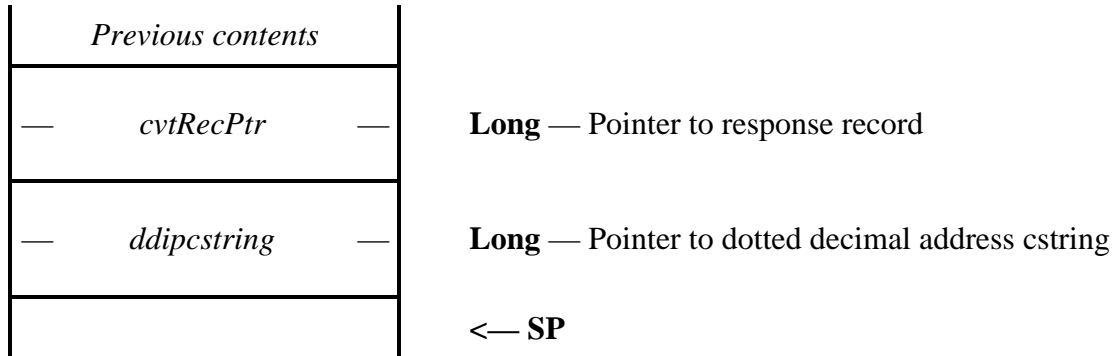 Previous contents
— cvtRecPtr — Long — Pointer to response record
— ddipcstring — Long — Pointer to dotted decimal address cstring
<— SP